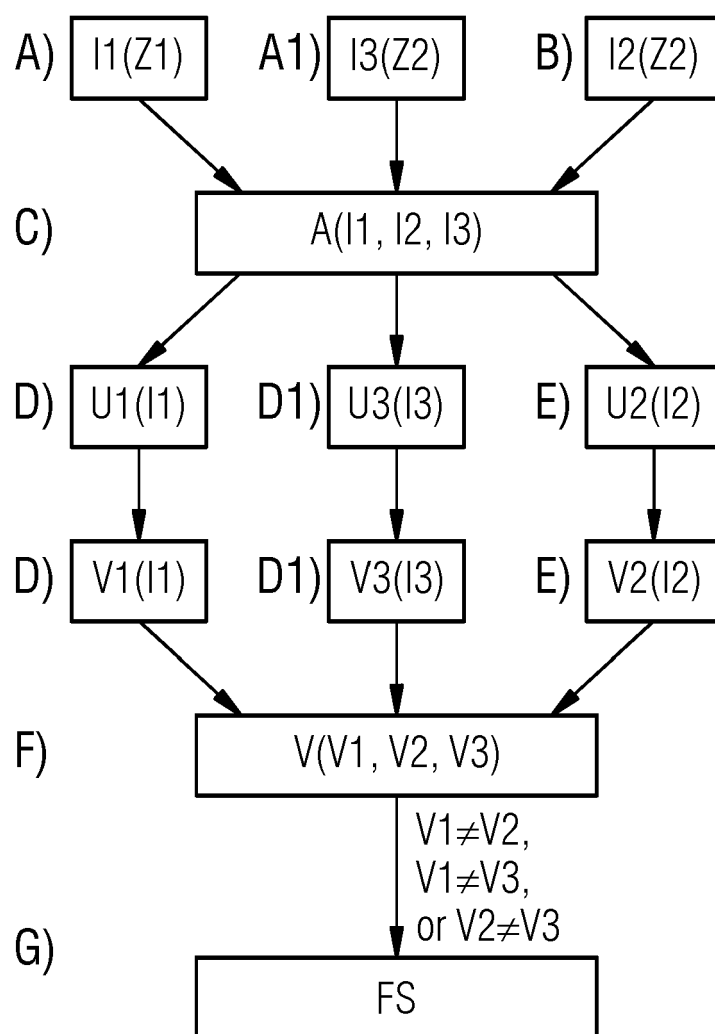 A) I1(Z1) A1) I3(Z2) B) I2(Z2)
C) A(I1, I2, I3)
D) U1(I1) D1) U3(I3) E) U2(I2)
D) V1(I1) D1) V3(I3) E) V2(I2)
F) V(V1, V2, V3)
V1≠V2,
V1≠V3,
or V2≠V3
G) FS